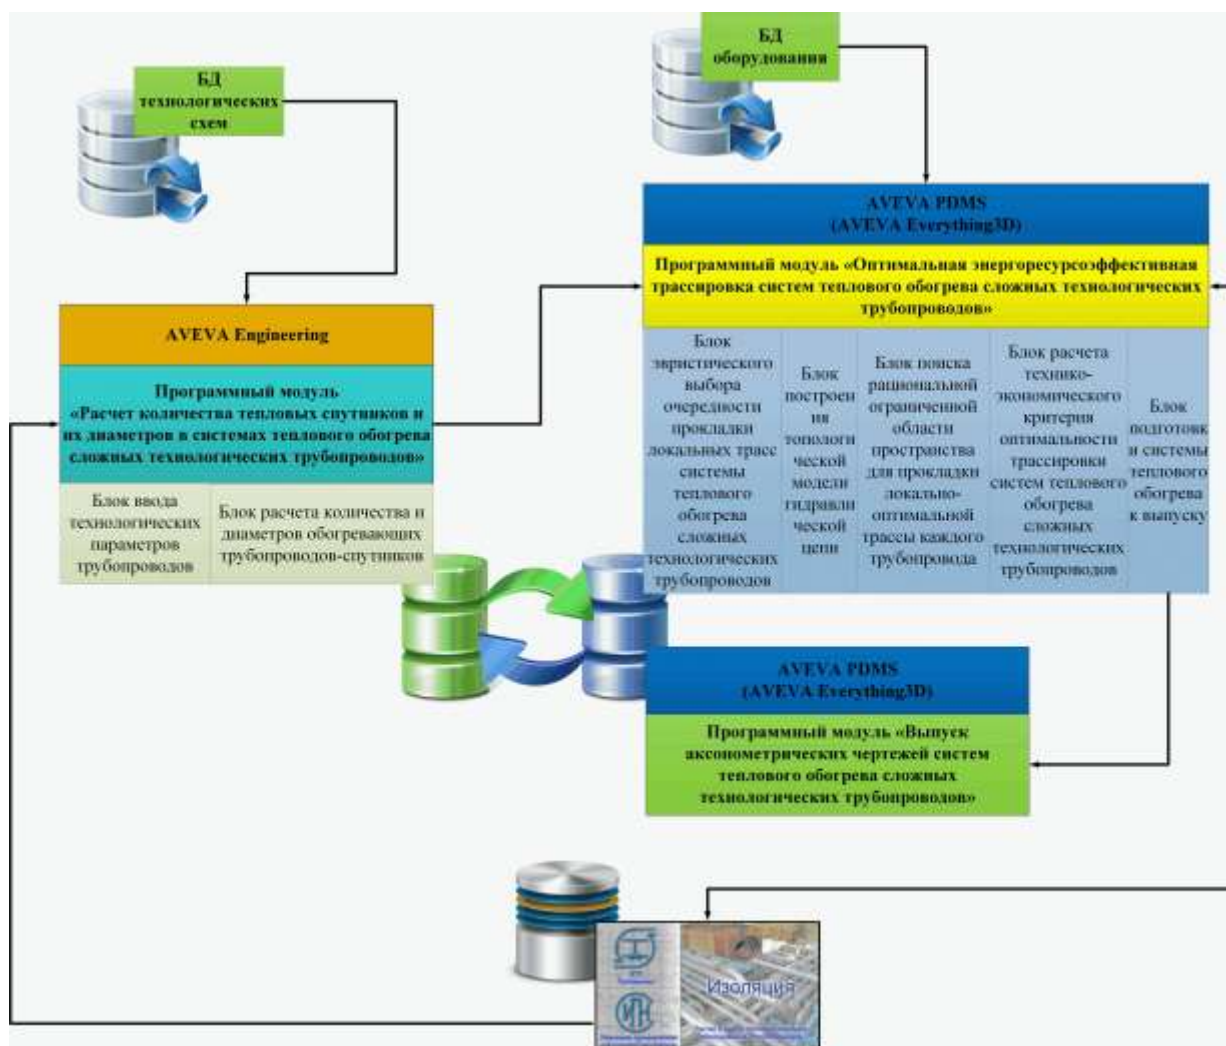 БД
технологических
схем
БД
оборудования
AVEVA PDMS
(AVEVA Everything3D)
Программный модуль «Оптимальная энергоресурсоэффективная
трассировка систем теплового обогрева сложных технологических
трубопроводов»
AVEVA Engineering
Программный модуль
«Расчет количества тепловых спутников и
их диаметров в системах теплового обогрева
сложных технологических трубопроводов»
Блок ввода
технологических
параметров
трубопроводов
Блок расчета количества и
диаметров обогревающих
трубопроводов-спутников
Блок
эвристического
выбора
очередности
прокладки
локальных трасс
системы
теплового
обогрева
сложных
технологических
трубопроводов
Блок
построен
ия
топологи
ческой
модели
гидравли
ческой
цепи
Блок поиска
рациональной
ограниченной
области
пространства
для прокладки
локально-
оптимальной
трассы каждого
трубопровода
Блок расчета
технико-
экономического
критерия
оптимальности
трассировки
систем теплового
обогрева
сложных
технологических
трубопроводов
Блок
подготовк
и системы
теплового
обогрева
к выпуску
AVEVA PDMS
(AVEVA Everything3D)
Программный модуль «Выпуск
аксонометрических чертежей систем
теплового обогрева сложных
технологических трубопроводов»
Изоляция